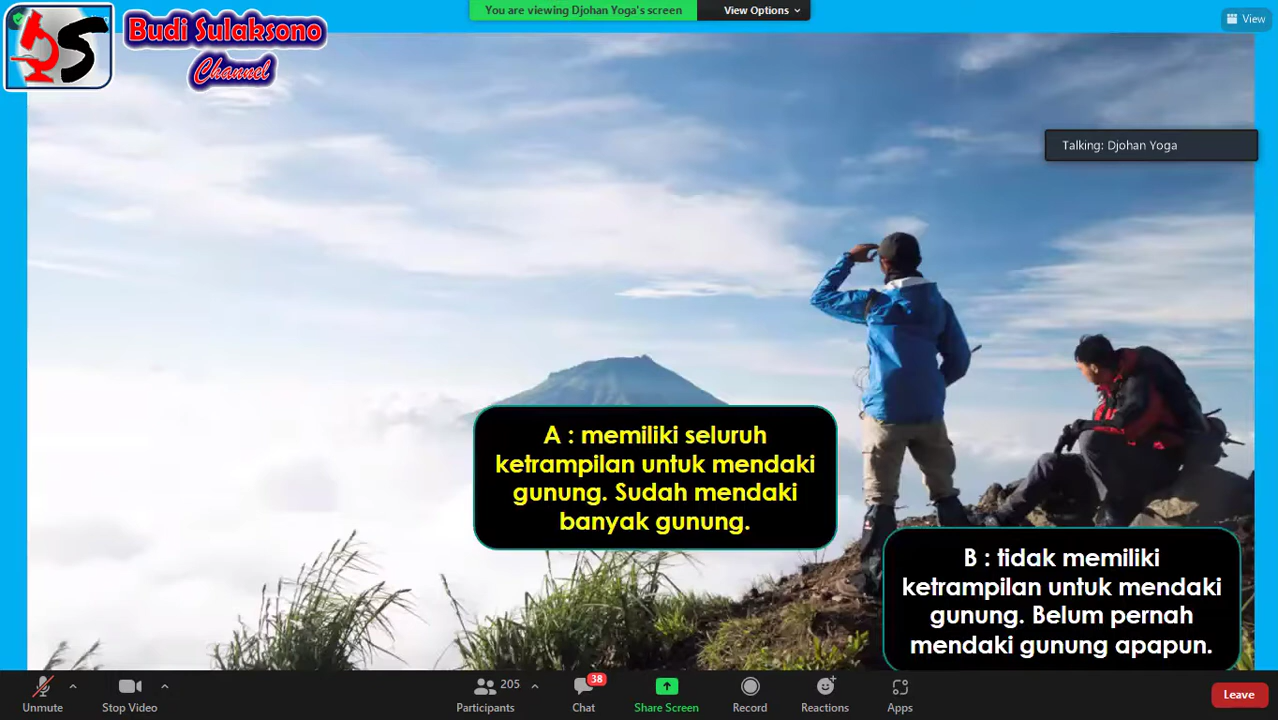 You are viewing Djohan Yoga's screen
View Options
View
bS
Budi Sulaksono
Channel
Talking: Djohan Yoga
A : memiliki seluruh
ketrampilan untuk mendaki
gunung. Sudah mendaki
banyak gunung.
B : tidak memiliki
ketrampilan untuk mendaki
gunung. Belum pernah
mendaki gunung apapun.
Unmute
Stop Video
205
Participants
38
Chat
Share Screen
Record
Reactions
Apps
Leave